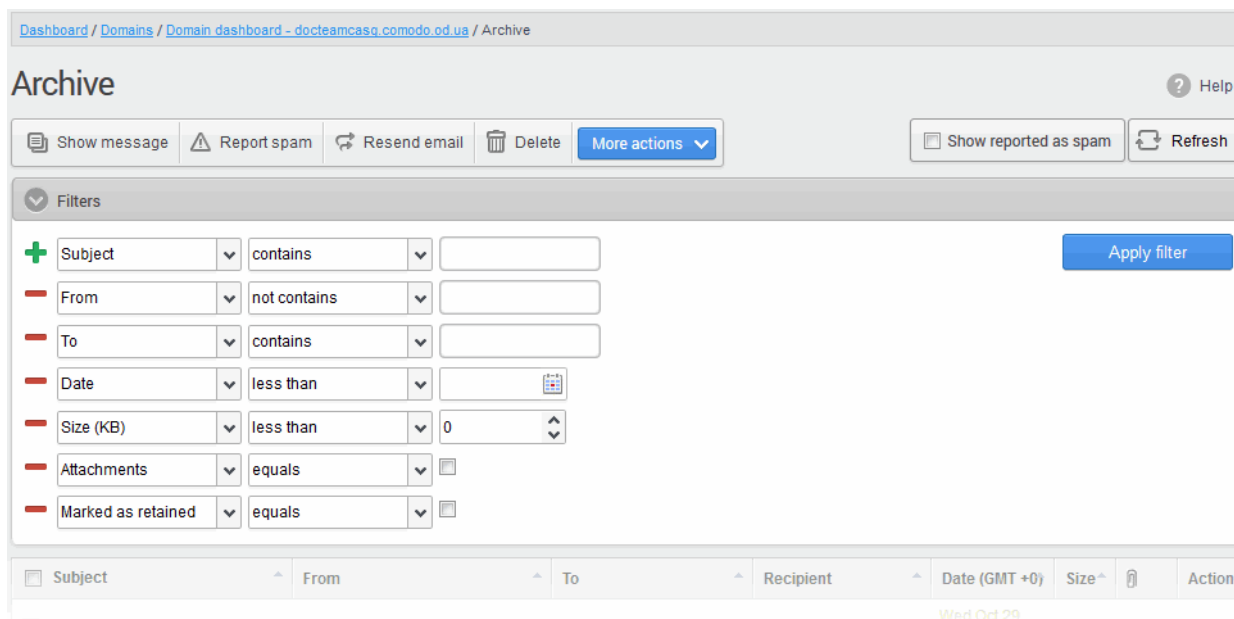 Dashboard / Domains / Domain dashboard - docteamcasg.comodo.od.ua / Archive
Archive
Help
Show message Report spam Resend email Delete More actions Show reported as spam Refresh
Filters
Subject contains Apply filter
From not contains
To contains
Date less than
Size (KB) less than 0
Attachments equals
Marked as retained equals
Subject From To Recipient Date (GMT +0) Size Action
Wed Oct 29